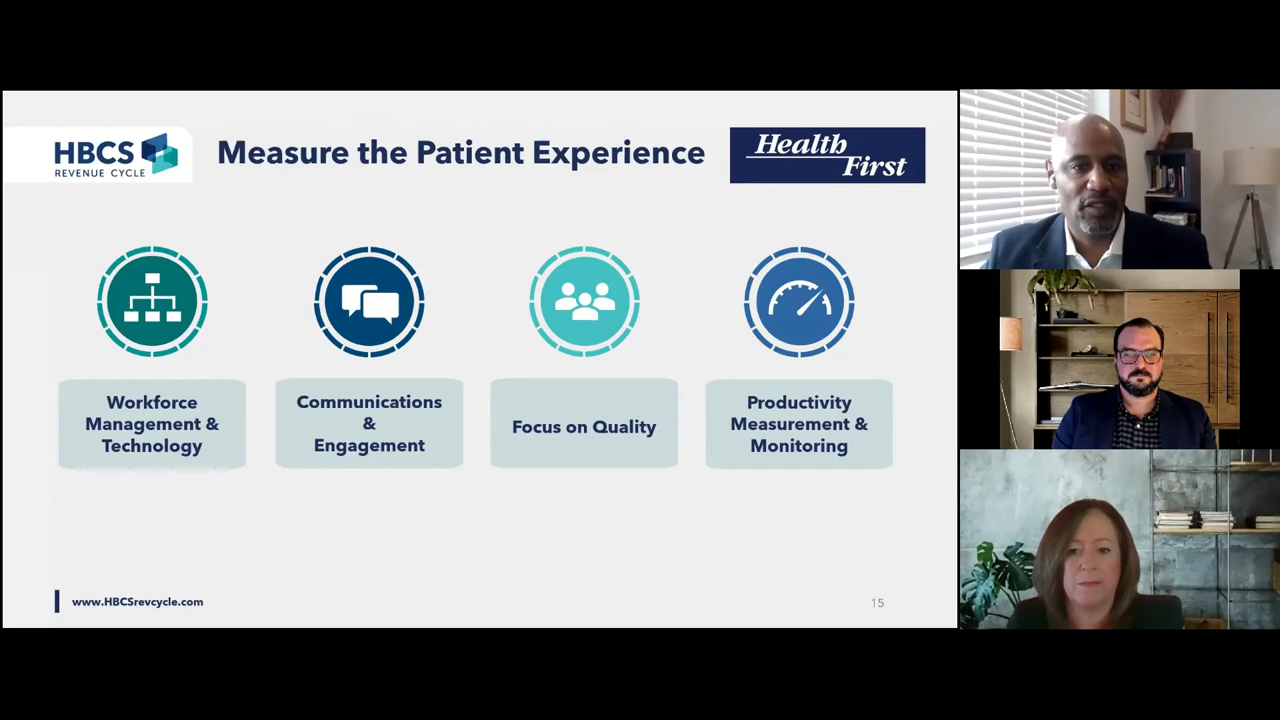 HBCS
REVENUE CYCLE
Measure the Patient Experience
Health
First
Workforce
Management &
Technology
Communications
&
Engagement
Focus on Quality
Productivity
Measurement &
Monitoring
www.HBCSrevcycle.com
15